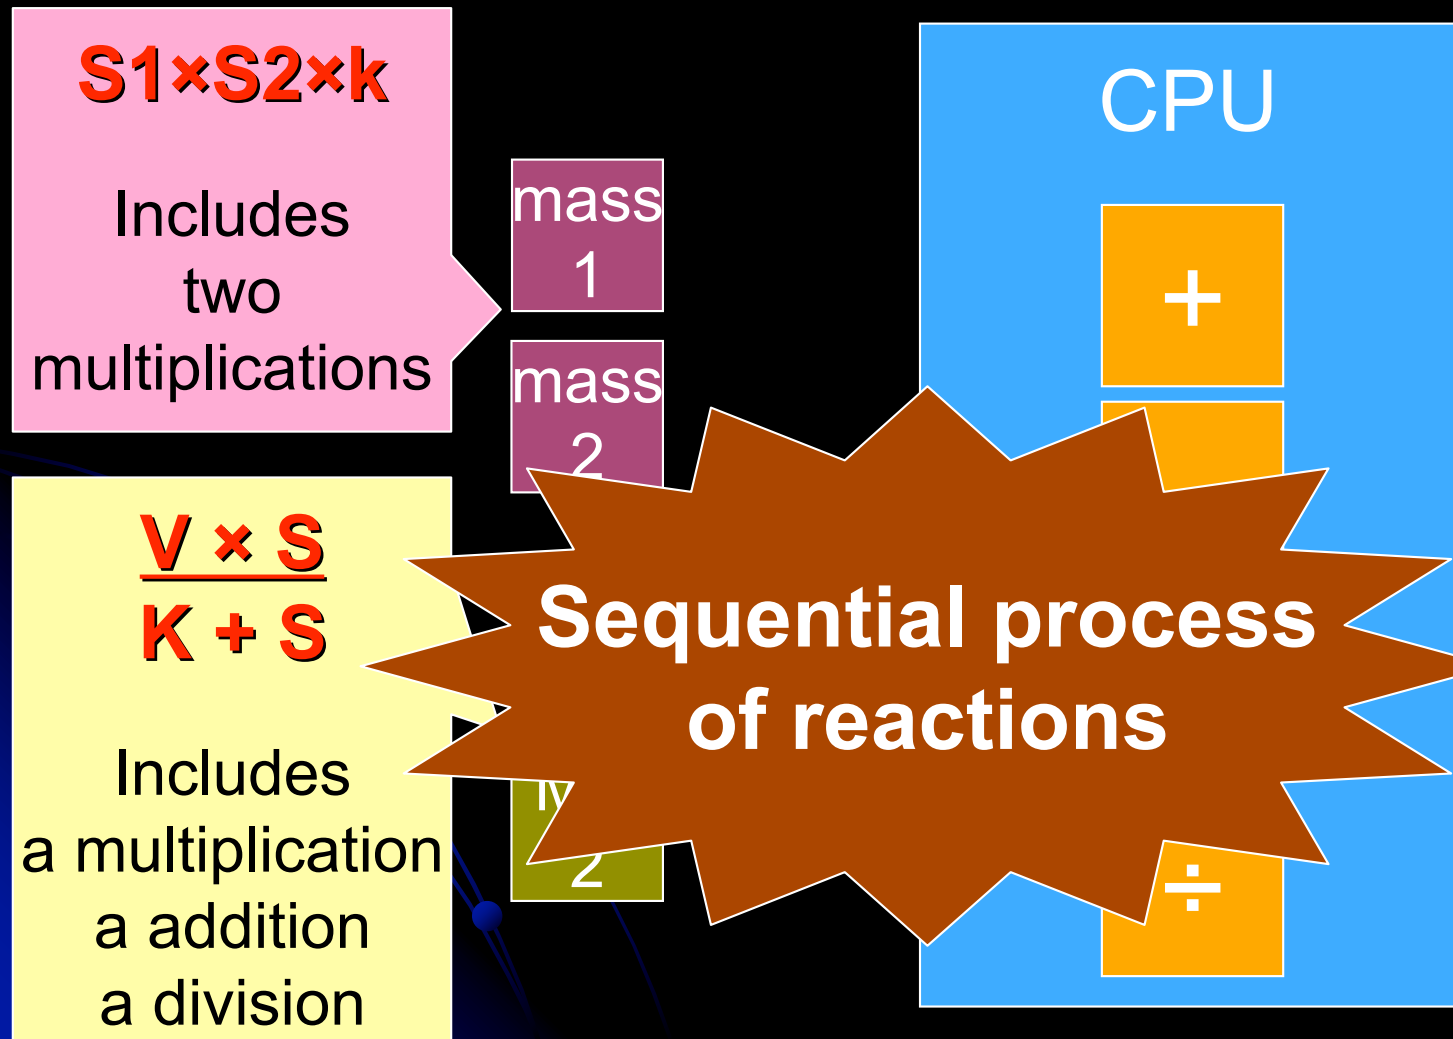 S1×S2×k
Includes
two
multiplications
mass
1
mass
2
V × S
K + S
Includes
a multiplication
a addition
a division
2
CPU
+
÷
Sequential process
of reactions